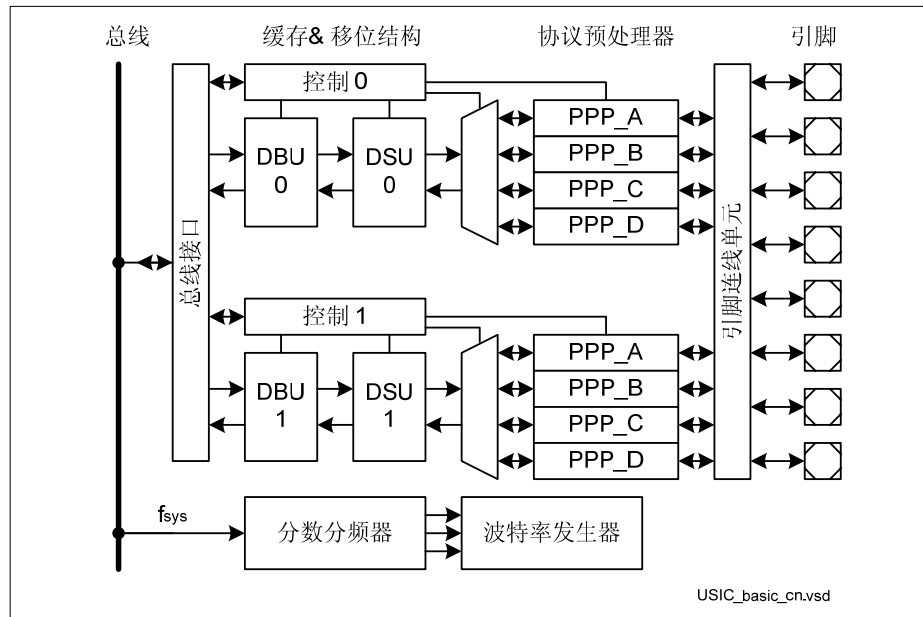 总线
缓存& 移位结构
协议预处理器
引脚
控制 0
DBU
0
DSU
0
PPP_A
PPP_B
PPP_C
PPP_D
总线接口
引脚连线单元
控制 1
DBU
1
DSU
1
PPP_A
PPP_B
PPP_C
PPP_D
fsys
分数分频器
波特率发生器
USIC_basic_cn.vsd